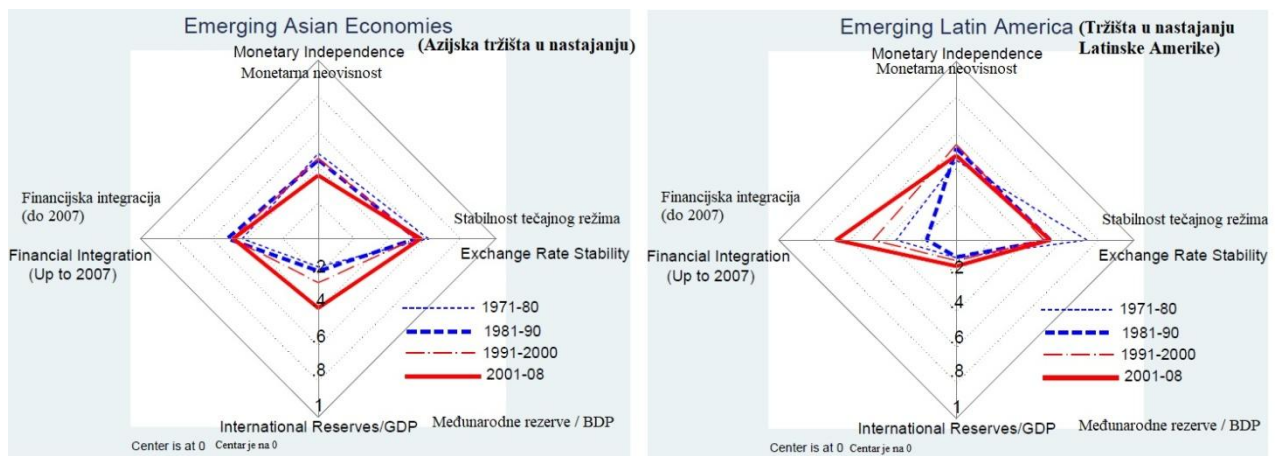 Emerging Asian Economies
(Azijska tržišta u nastajanju)
Monetary Independence
Monetarna neovisnost
Financijska integracija
(do 2007)
Financial Integration
(Up to 2007)
Stabilnost tečajnog režima
Exchange Rate Stability
.2
.4
.6
.8
1
1971-80
1981-90
1991-2000
2001-08
International Reserves/GDP
Međunarodne rezerve / BDP
Center is at 0 Centar je na 0
Emerging Latin America (Tržišta u nastajanju
Latinske Amerike)
Monetary Independence
Monetarna neovisnost
Financijska integracija
(do 2007)
Financial Integration
(Up to 2007)
Stabilnost tečajnog režima
Exchange Rate Stability
.2
.4
.6
.8
1
1971-80
1981-90
1991-2000
2001-08
International Reserves/GDP
Međunarodne rezerve / BDP
Center is at 0 Centar je na 0